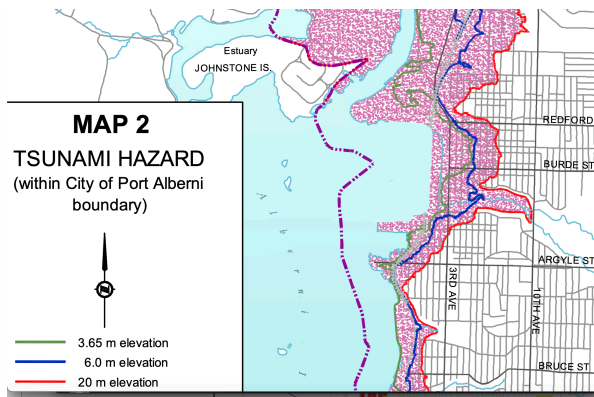 Estuary
JOHNSTONE IS.
MAP 2
TSUNAMI HAZARD
(within City of Port Alberni
boundary)
N
3.65 m elevation
6.0 m elevation
20 m elevation
REDFORD
BURDE ST
ARGYLE ST
3RD AVE
10TH AVE
BRUCE ST
A l b e r n i
I